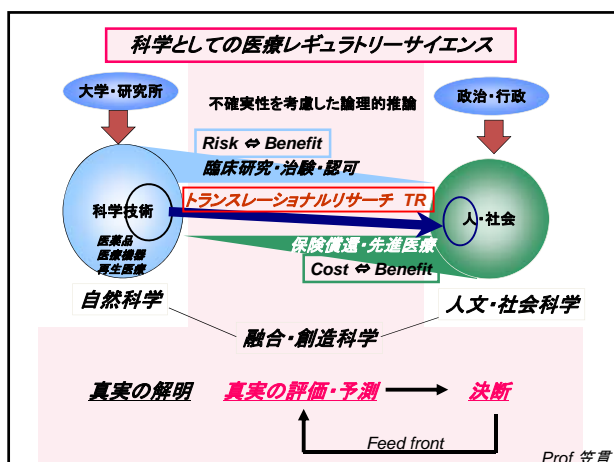 科学としての医療レギュラトリーサイエンス
大学・研究所
政治・行政
不確実性を考慮した論理的推論
Risk ⇔ Benefit
臨床研究・治験・認可
トランスレーショナルリサーチ TR
科学技術
人・社会
医薬品
医療機器
再生医療
保険償還・先進医療
Cost ⇔ Benefit
自然科学
人文・社会科学
融合・創造科学
真実の解明 真実の評価・予測 決断
Feed front
Prof 笠貫